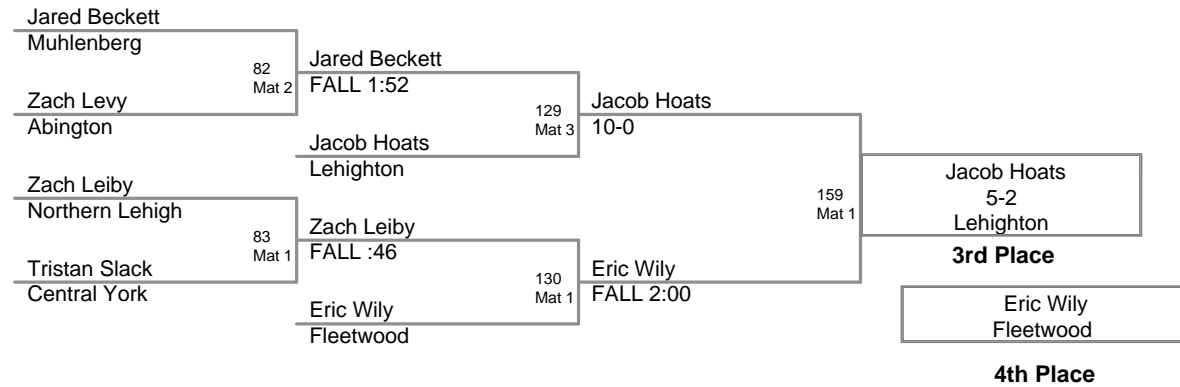 Jared Beckett
Muhlenberg
82
Mat 2
Zach Levy
Abington
Jared Beckett
FALL 1:52
129
Mat 3
Jacob Hoats
Lehighton
Jacob Hoats
10-0
Zach Leiby
Northern Lehigh
83
Mat 1
Tristan Slack
Central York
Zach Leiby
FALL :46
130
Mat 1
Eric Wily
Fleetwood
Eric Wily
FALL 2:00
159
Mat 1
Jacob Hoats
5-2
Lehighton
3rd Place
Eric Wily
Fleetwood
4th Place